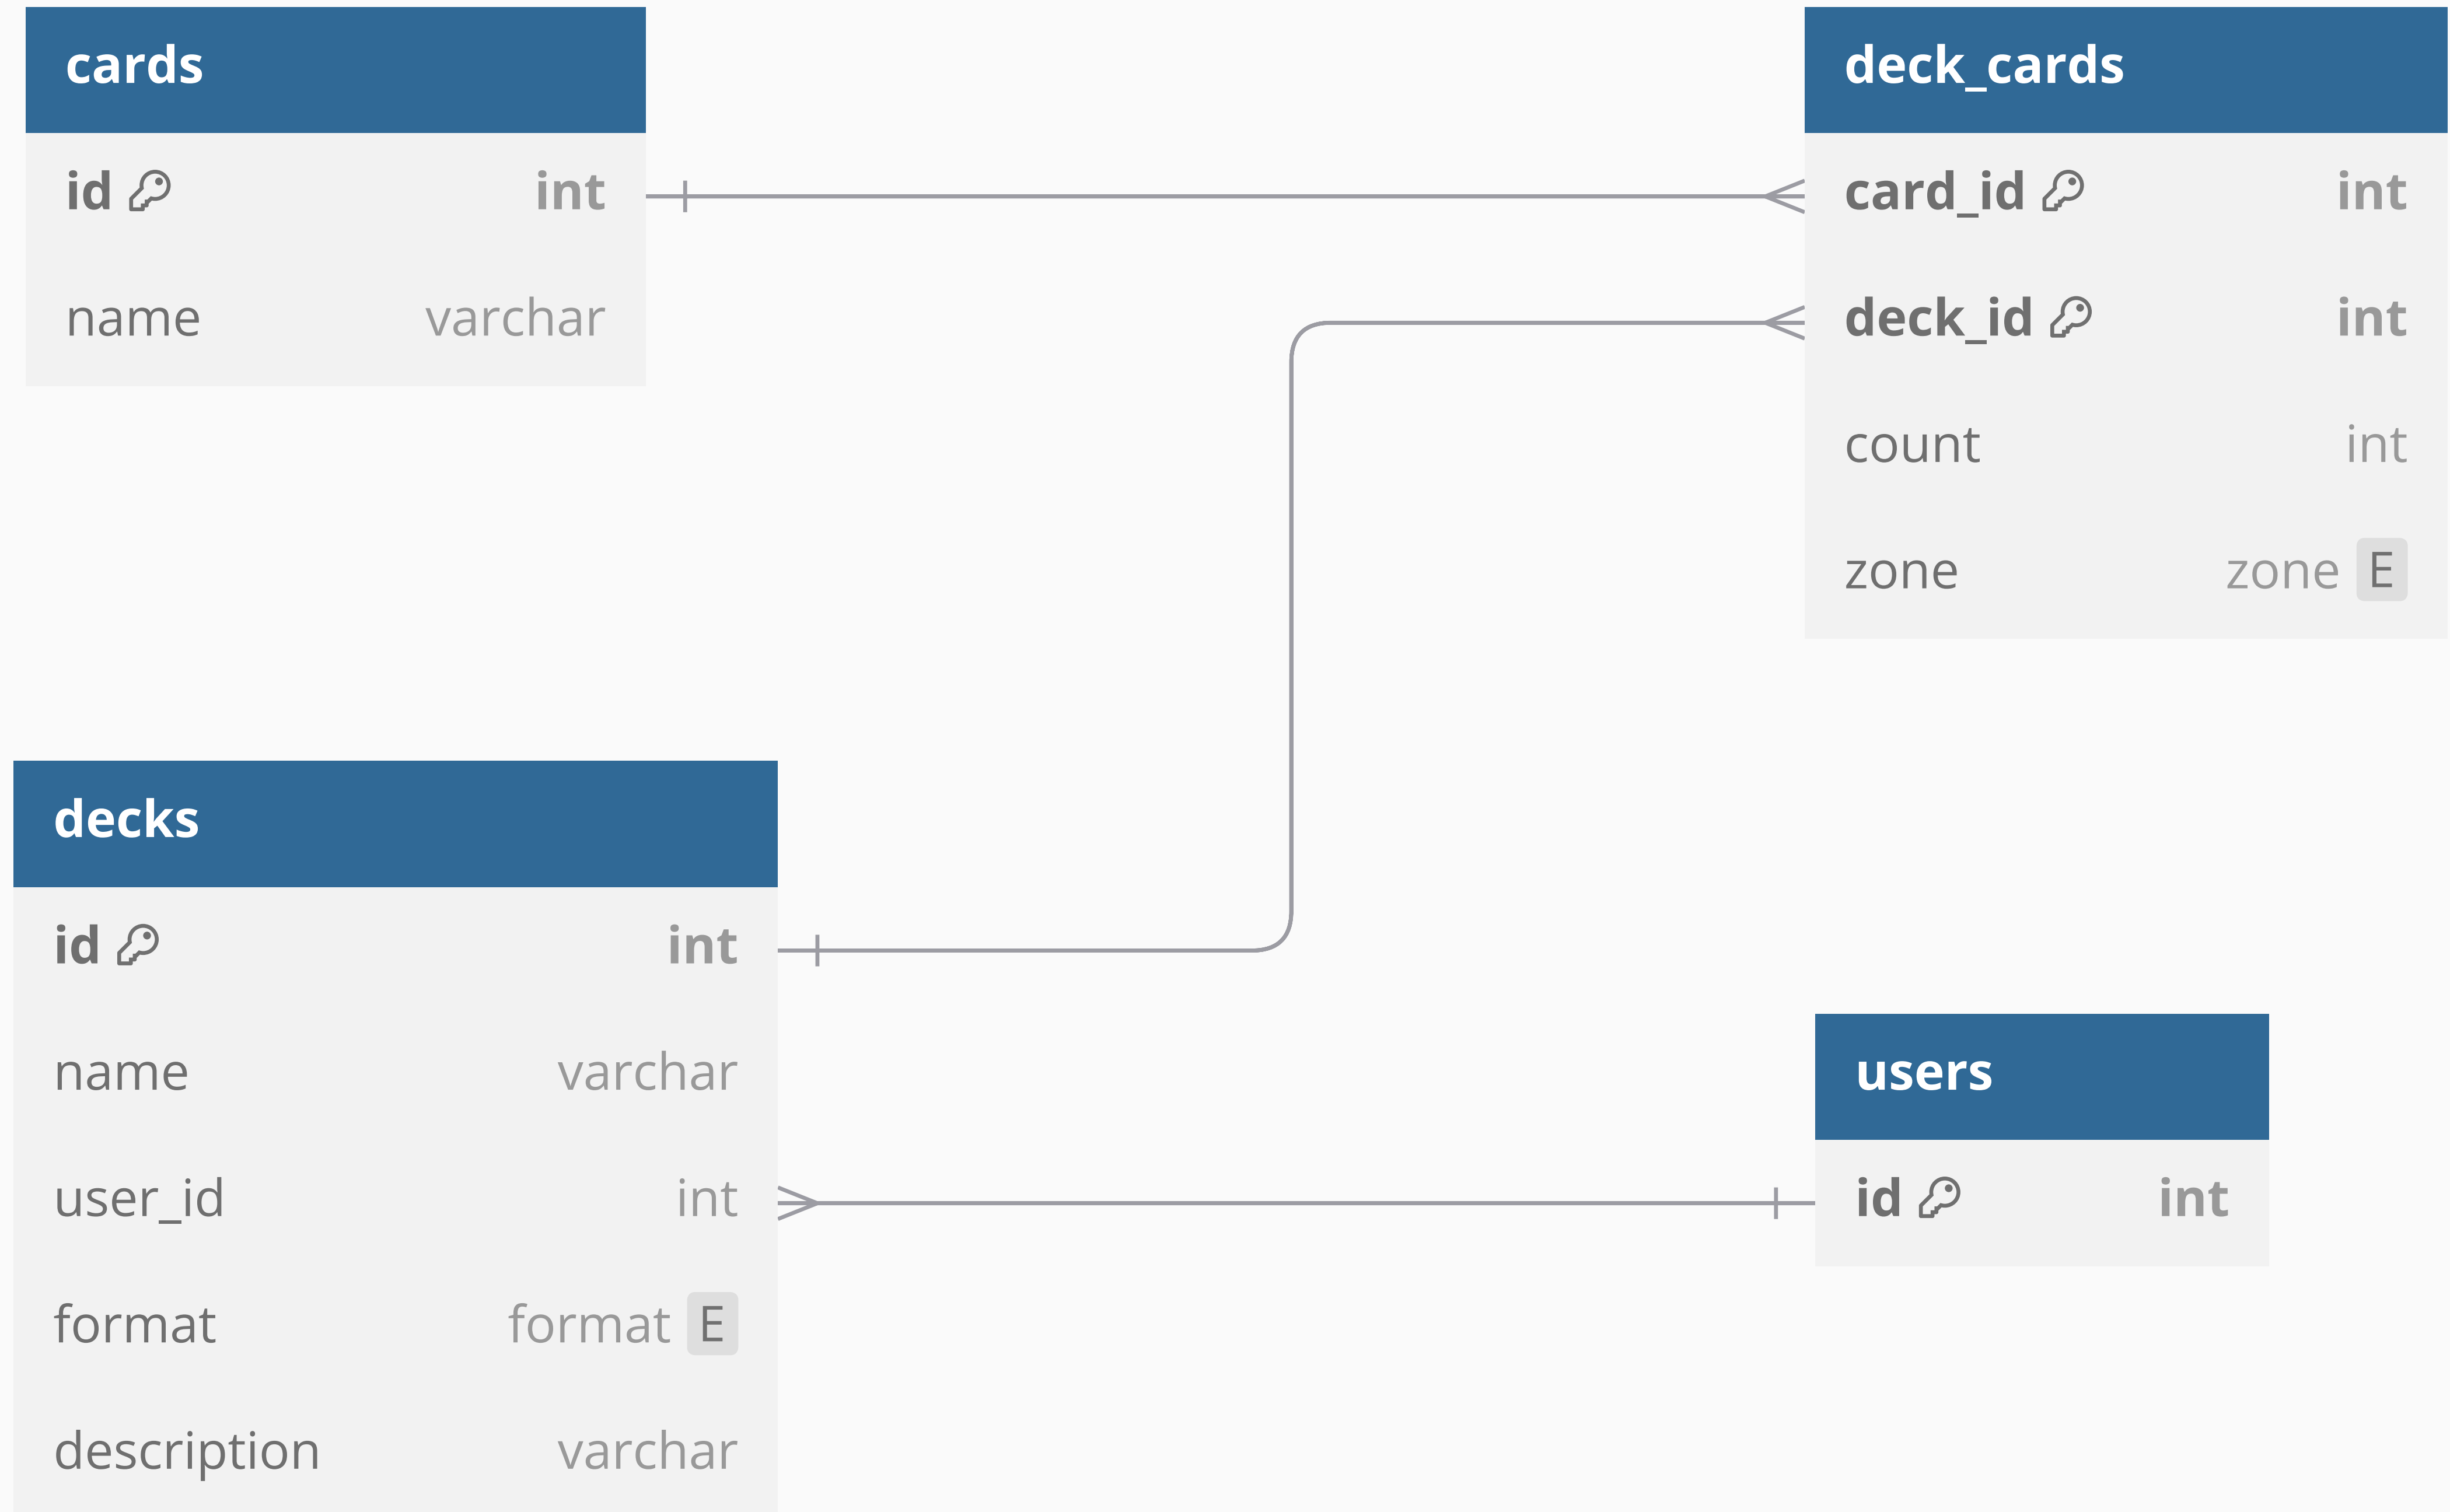 cards
id int
name varchar
deck_cards
card_id int
deck_id int
count int
zone zone E
decks
id int
name varchar
user_id int
format format E
description varchar
users
id int